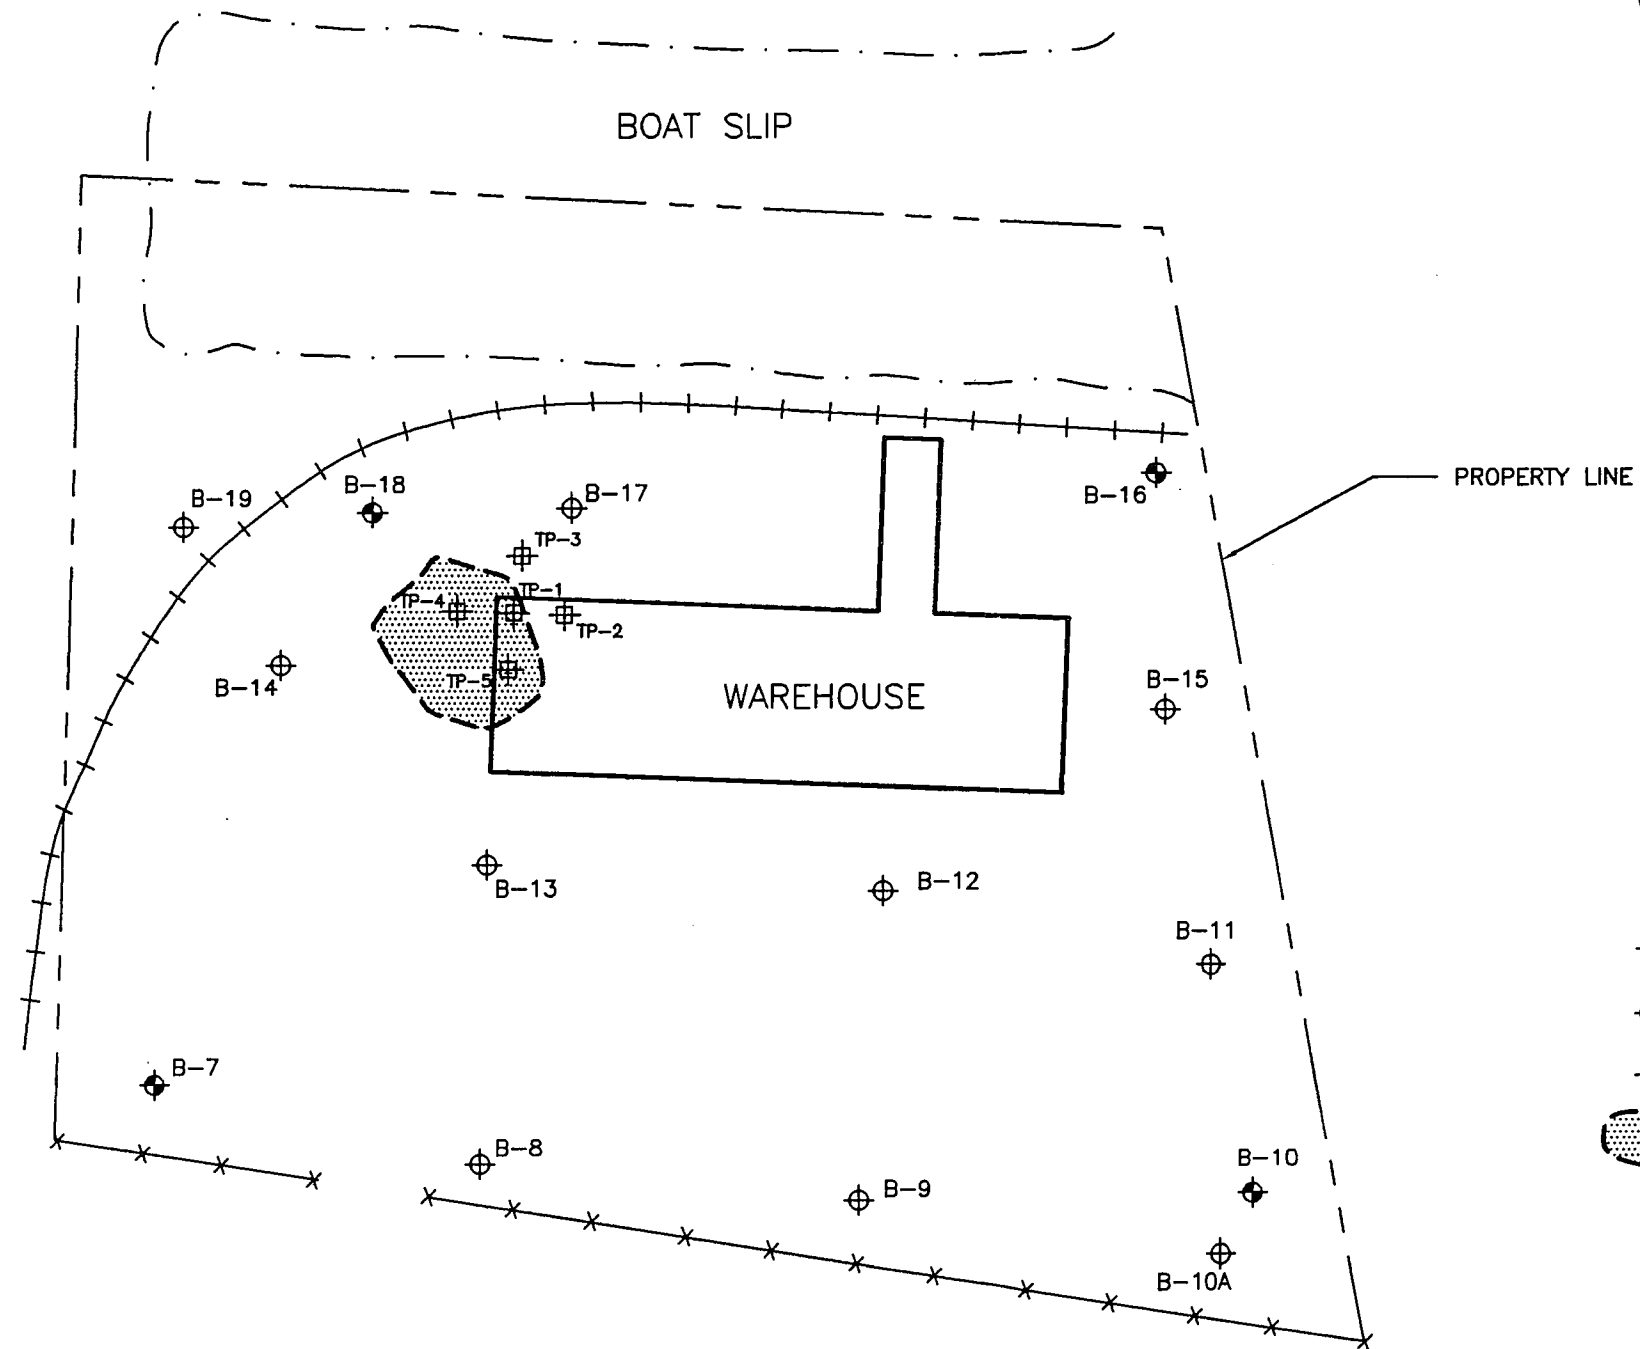 BOAT SLIP
PROPERTY LINE
B-19
B-18
B-17
B-16
TP-3
TP-1
TP-4
TP-2
B-14
TP-5
WAREHOUSE
B-15
B-13
B-12
B-11
B-7
B-8
B-9
B-10
B-10A